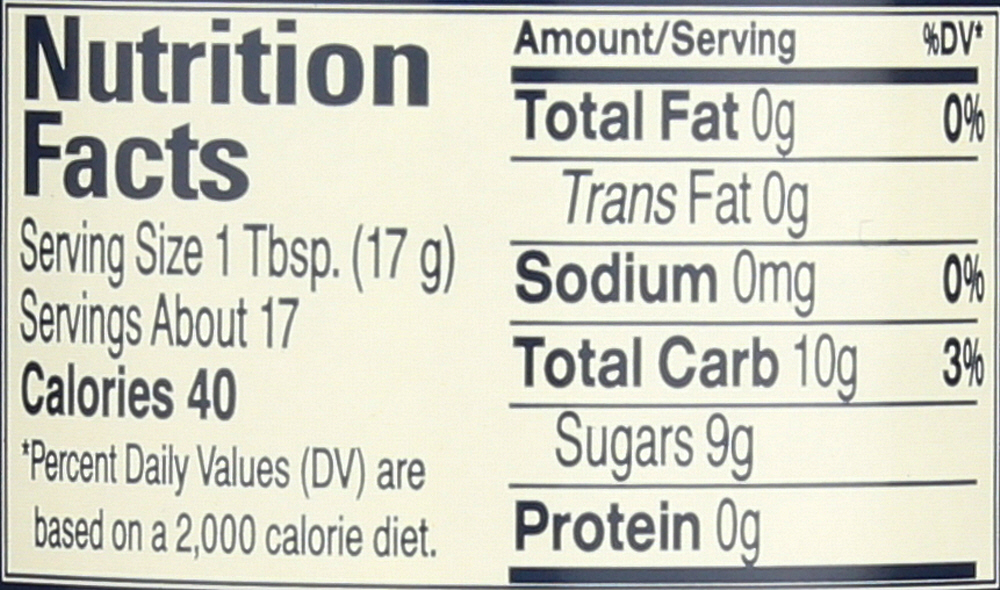 Nutrition
Facts
Serving Size 1 Tbsp. (17 g)
Servings About 17
Calories 40
*Percent Daily Values (DV) are
based on a 2,000 calorie diet.
Amount/Serving %DV*
Total Fat 0g 0%
Trans Fat 0g
Sodium 0mg 0%
Total Carb 10g 3%
Sugars 9g
Protein 0g